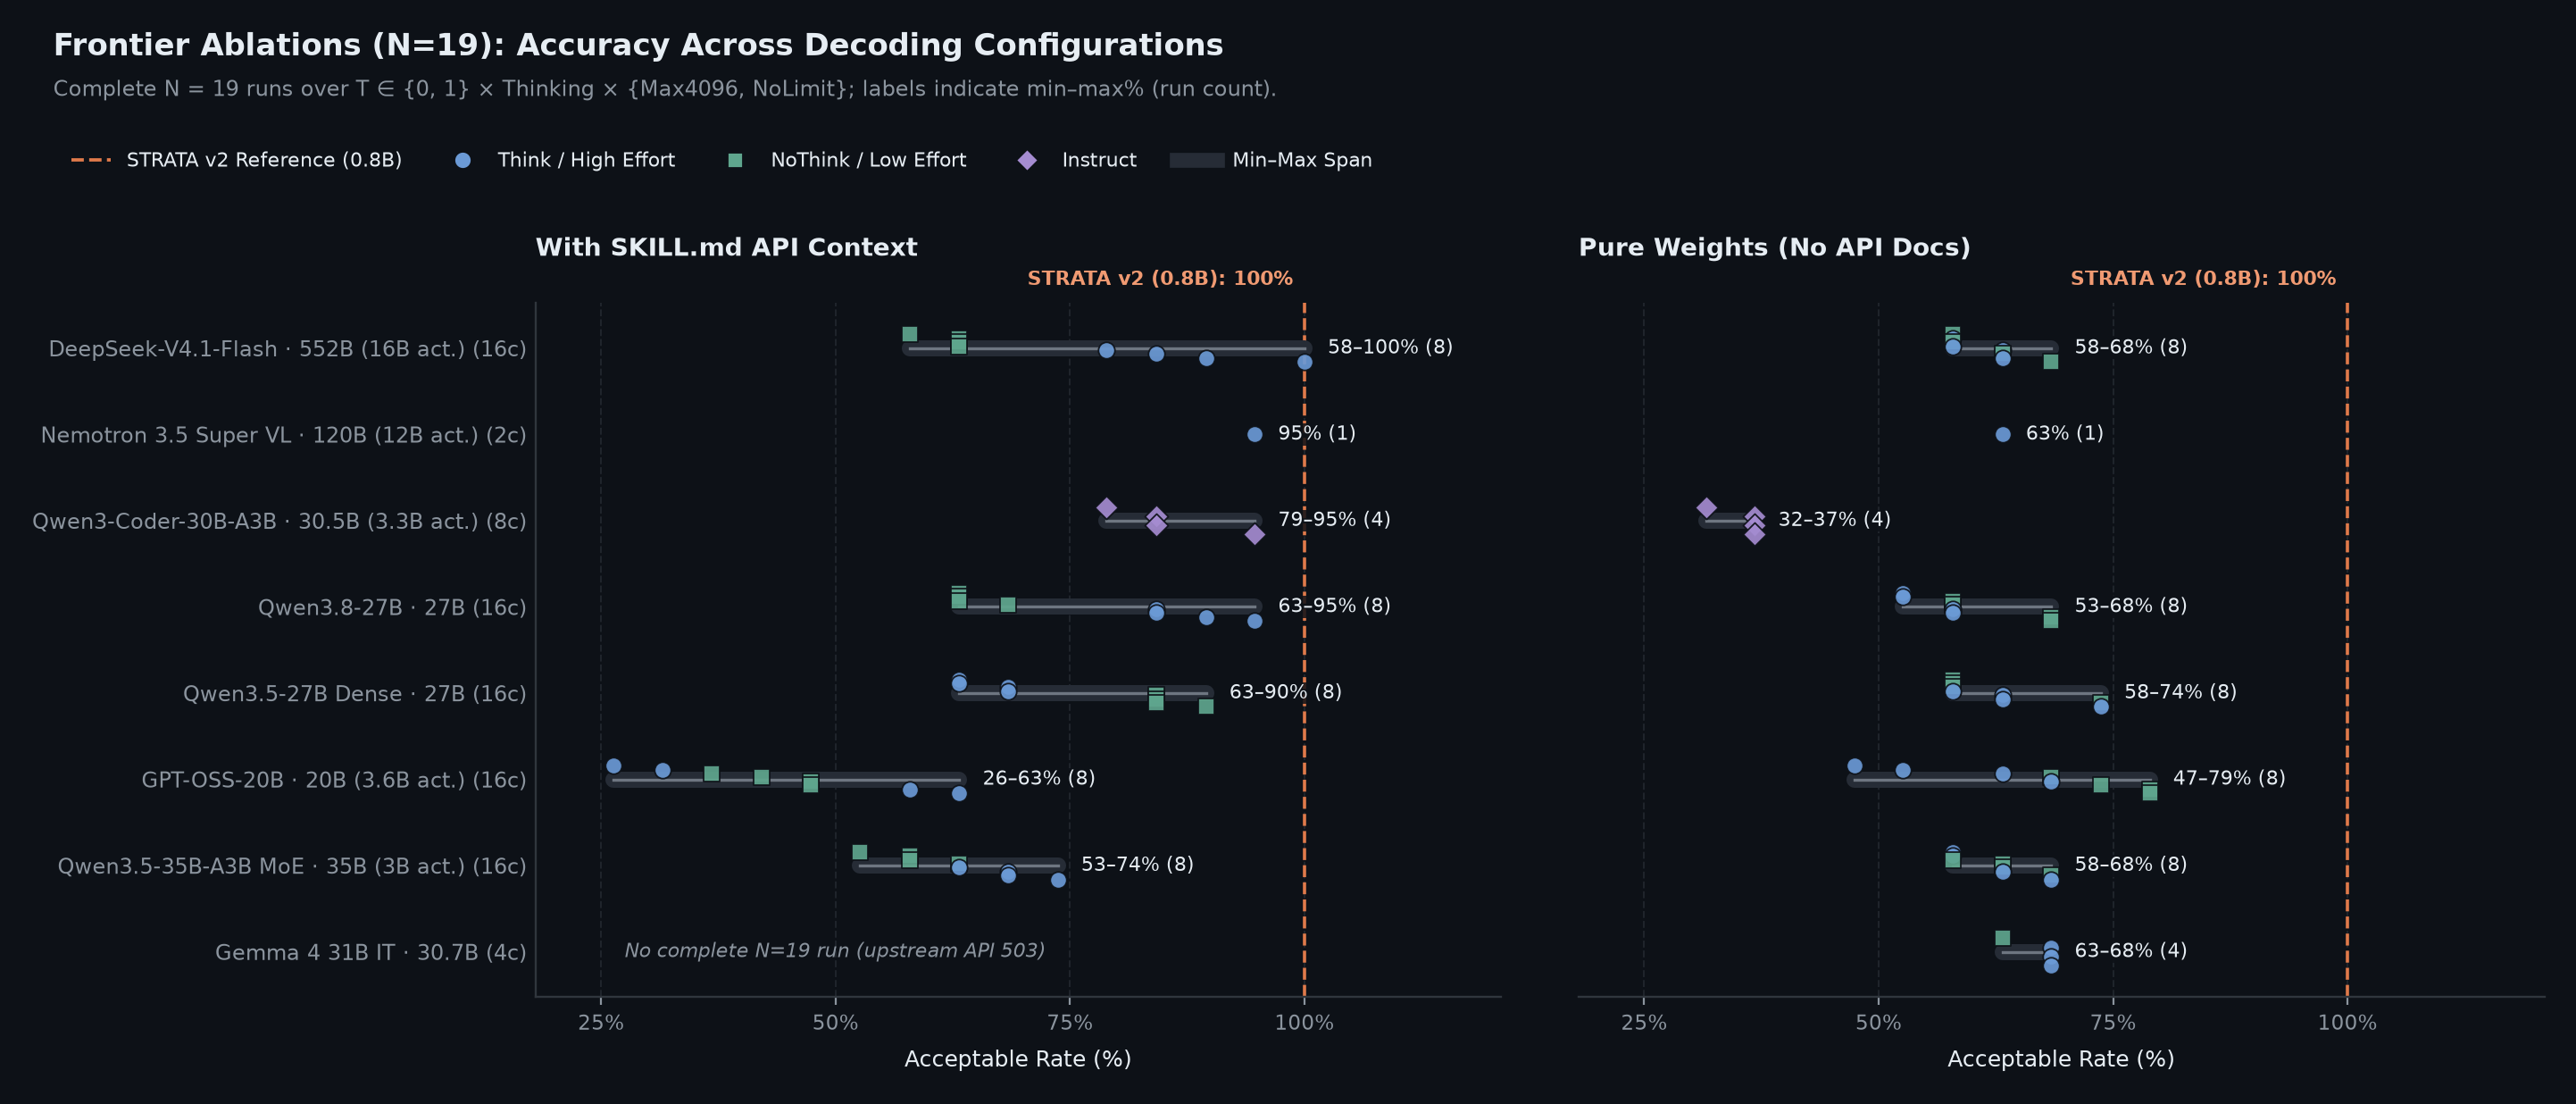 Frontier Ablations (N=19): Accuracy Across Decoding Configurations
Complete N = 19 runs over T ∈ {0, 1} × Thinking × {Max4096, NoLimit}; labels indicate min–max% (run count).
STRATA v2 Reference (0.8B)
Think / High Effort
NoThink / Low Effort
Instruct
Min–Max Span
With SKILL.md API Context
STRATA v2 (0.8B): 100%
DeepSeek-V4.1-Flash · 552B (16B act.) (16c)
58–100% (8)
Nemotron 3.5 Super VL · 120B (12B act.) (2c)
95% (1)
Qwen3-Coder-30B-A3B · 30.5B (3.3B act.) (8c)
79–95% (4)
Qwen3.8-27B · 27B (16c)
63–95% (8)
Qwen3.5-27B Dense · 27B (16c)
63–90% (8)
GPT-OSS-20B · 20B (3.6B act.) (16c)
26–63% (8)
Qwen3.5-35B-A3B MoE · 35B (3B act.) (16c)
53–74% (8)
Gemma 4 31B IT · 30.7B (4c)
No complete N=19 run (upstream API 503)
25%
50%
75%
100%
Acceptable Rate (%)
Pure Weights (No API Docs)
STRATA v2 (0.8B): 100%
58–68% (8)
63% (1)
32–37% (4)
53–68% (8)
58–74% (8)
47–79% (8)
58–68% (8)
63–68% (4)
25%
50%
75%
100%
Acceptable Rate (%)